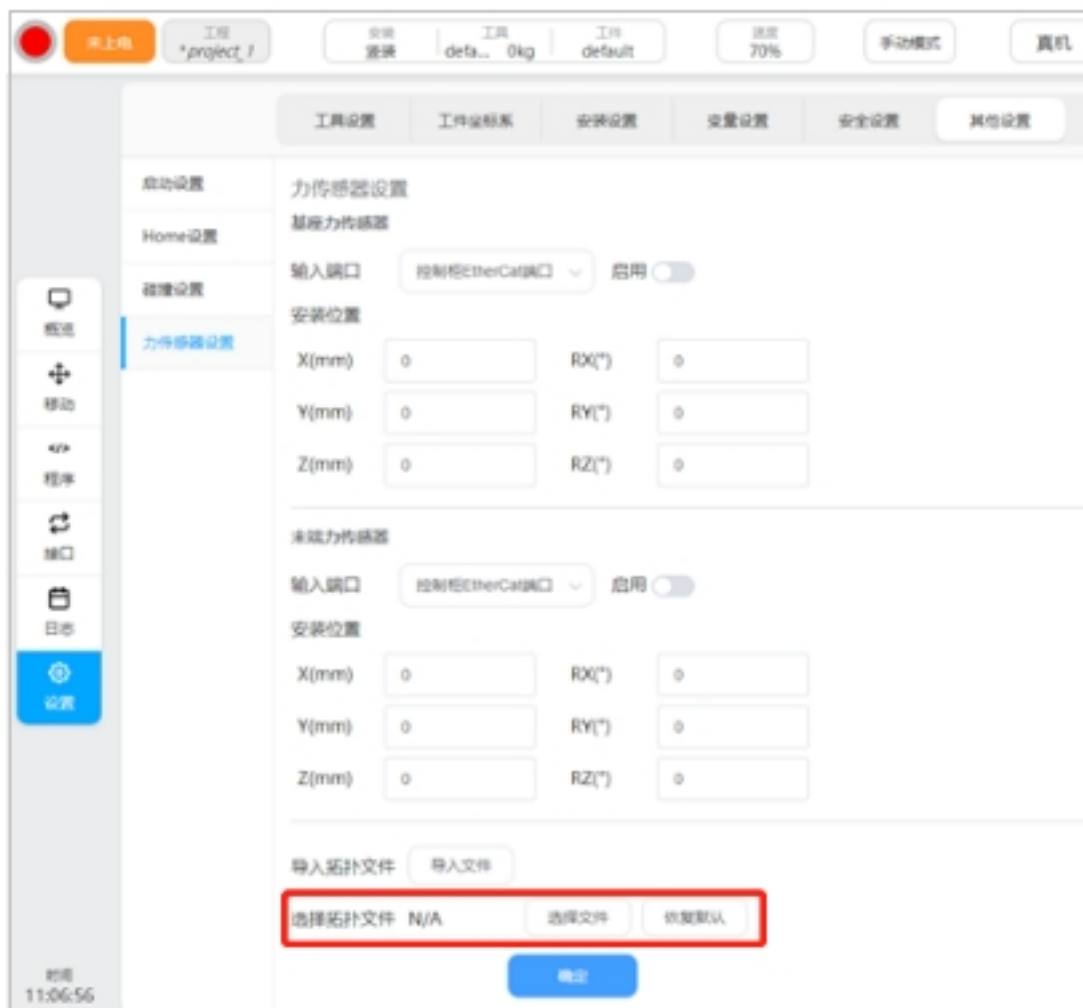 未上电
工程
*project_1
安装 工具 工件
竖装 defa... 0kg default
速度
70%
手动模式
真机
工具设置 工件坐标系 安装设置 变量设置 安全设置 其他设置
启动设置
Home设置
碰撞设置
力传感器设置
概览
移动
程序
接口
日志
设置
时间
11:06:56
力传感器设置
基座力传感器
输入端口 控制柜EtherCat端口 启用
安装位置
X(mm) 0 RX(°) 0
Y(mm) 0 RY(°) 0
Z(mm) 0 RZ(°) 0
末端力传感器
输入端口 控制柜EtherCat端口 启用
安装位置
X(mm) 0 RX(°) 0
Y(mm) 0 RY(°) 0
Z(mm) 0 RZ(°) 0
导入拓扑文件 导入文件
选择拓扑文件 N/A 选择文件 恢复默认
确定